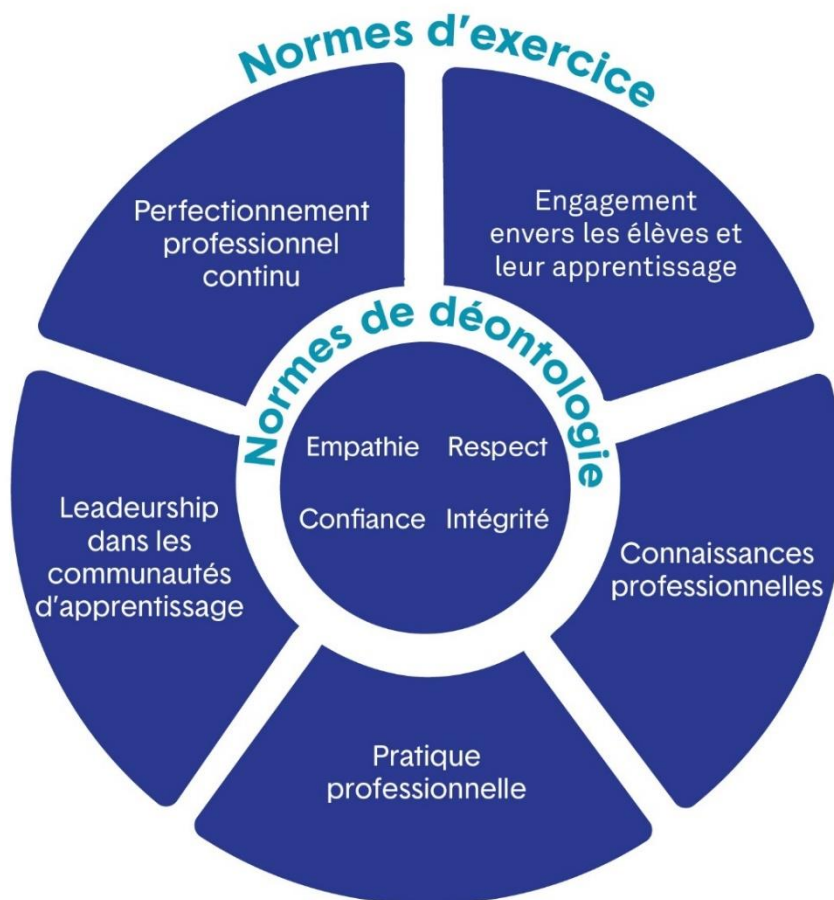 Normes d'exercice
Perfectionnement
professionnel
continu
Engagement
envers les élèves et
leur apprentissage
Normes de déontologie
Empathie Respect
Confiance Intégrité
Leadeurship
dans les
communautés
d'apprentissage
Connaissances
professionnelles
Pratique
professionnelle